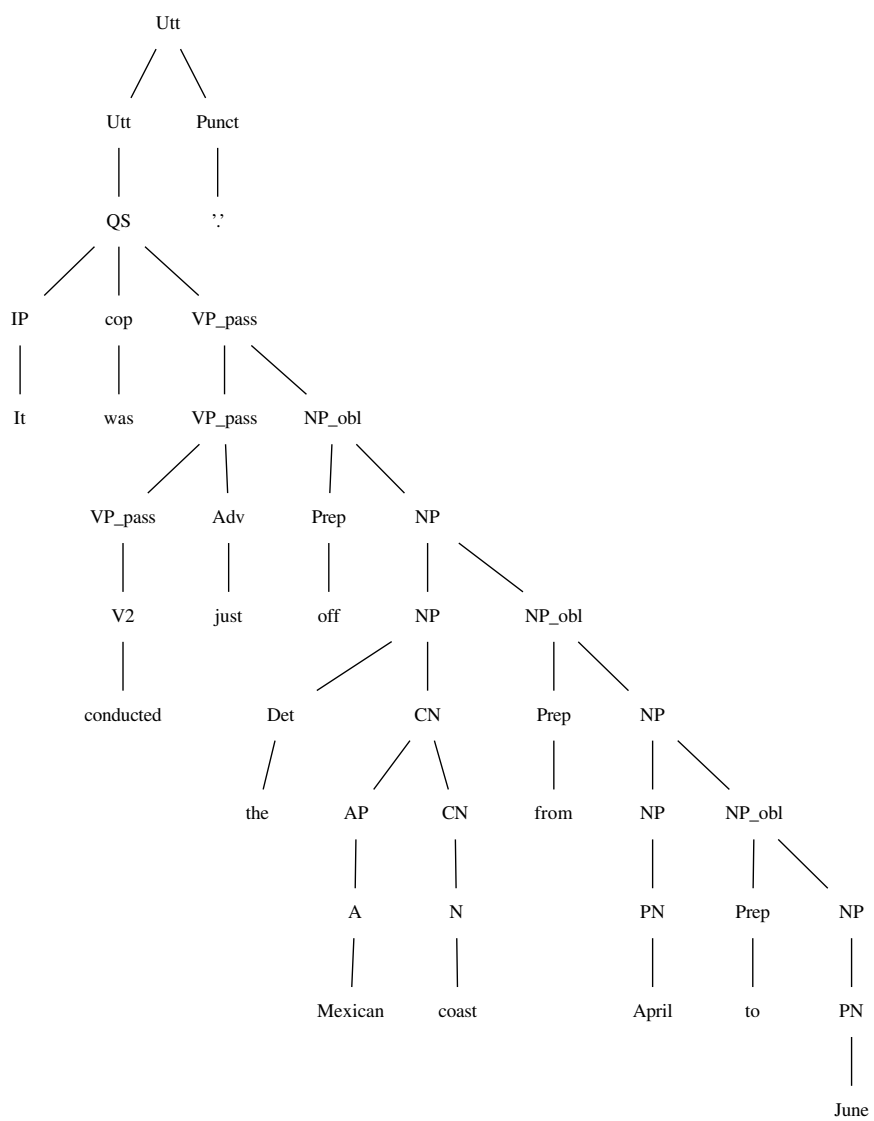 Utt
Utt Punct
QS '.'
IP cop VP_pass
It was VP_pass NP_obl
VP_pass Adv Prep NP
V2 just off NP NP_obl
conducted Det CN Prep NP
the AP CN from NP NP_obl
A N PN Prep NP
Mexican coast April to PN
June